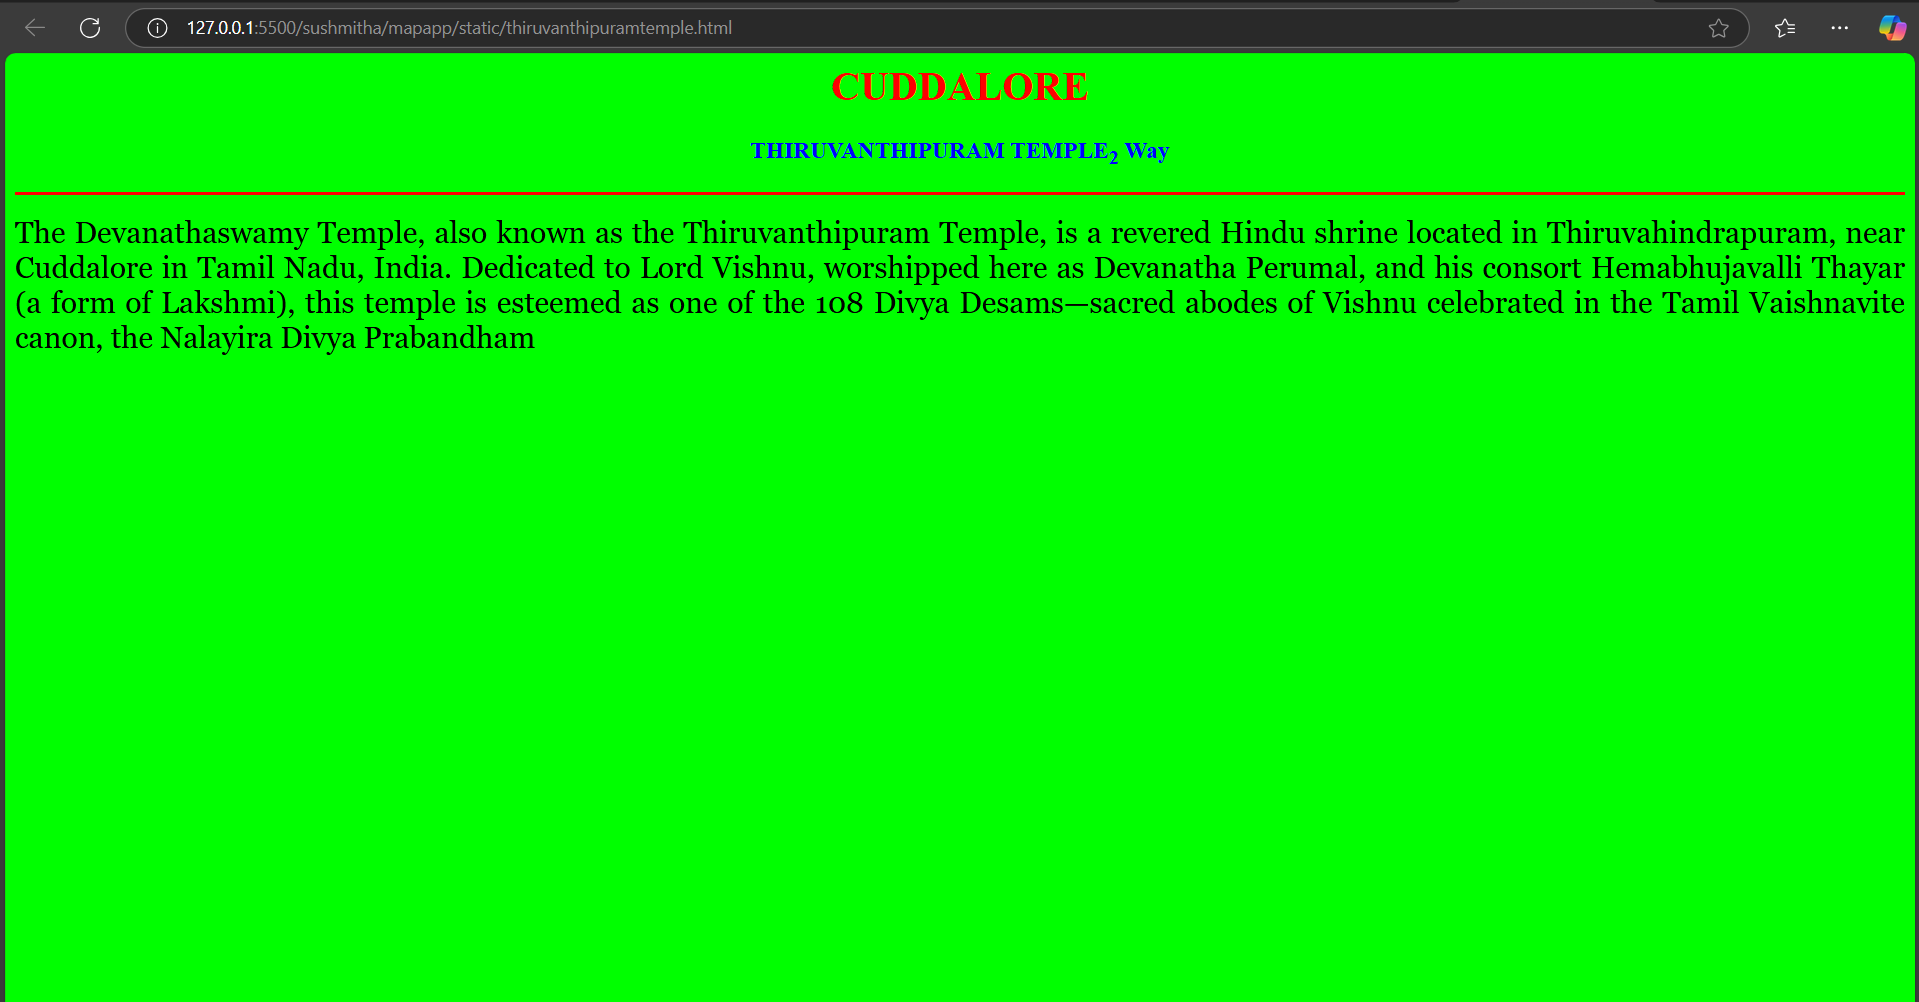 127.0.0.1:5500/sushmitha/mapapp/static/thiruvanthipuramtemple.html
CUDDALORE
THIRUVANTHIPURAM TEMPLE₂ Way
The Devanathaswamy Temple, also known as the Thiruvanthipuram Temple, is a revered Hindu shrine located in Thiruvahindrapuram, near
Cuddalore in Tamil Nadu, India. Dedicated to Lord Vishnu, worshipped here as Devanatha Perumal, and his consort Hemabhujavalli Thayar
(a form of Lakshmi), this temple is esteemed as one of the 108 Divya Desams—sacred abodes of Vishnu celebrated in the Tamil Vaishnavite
canon, the Nalayira Divya Prabandham